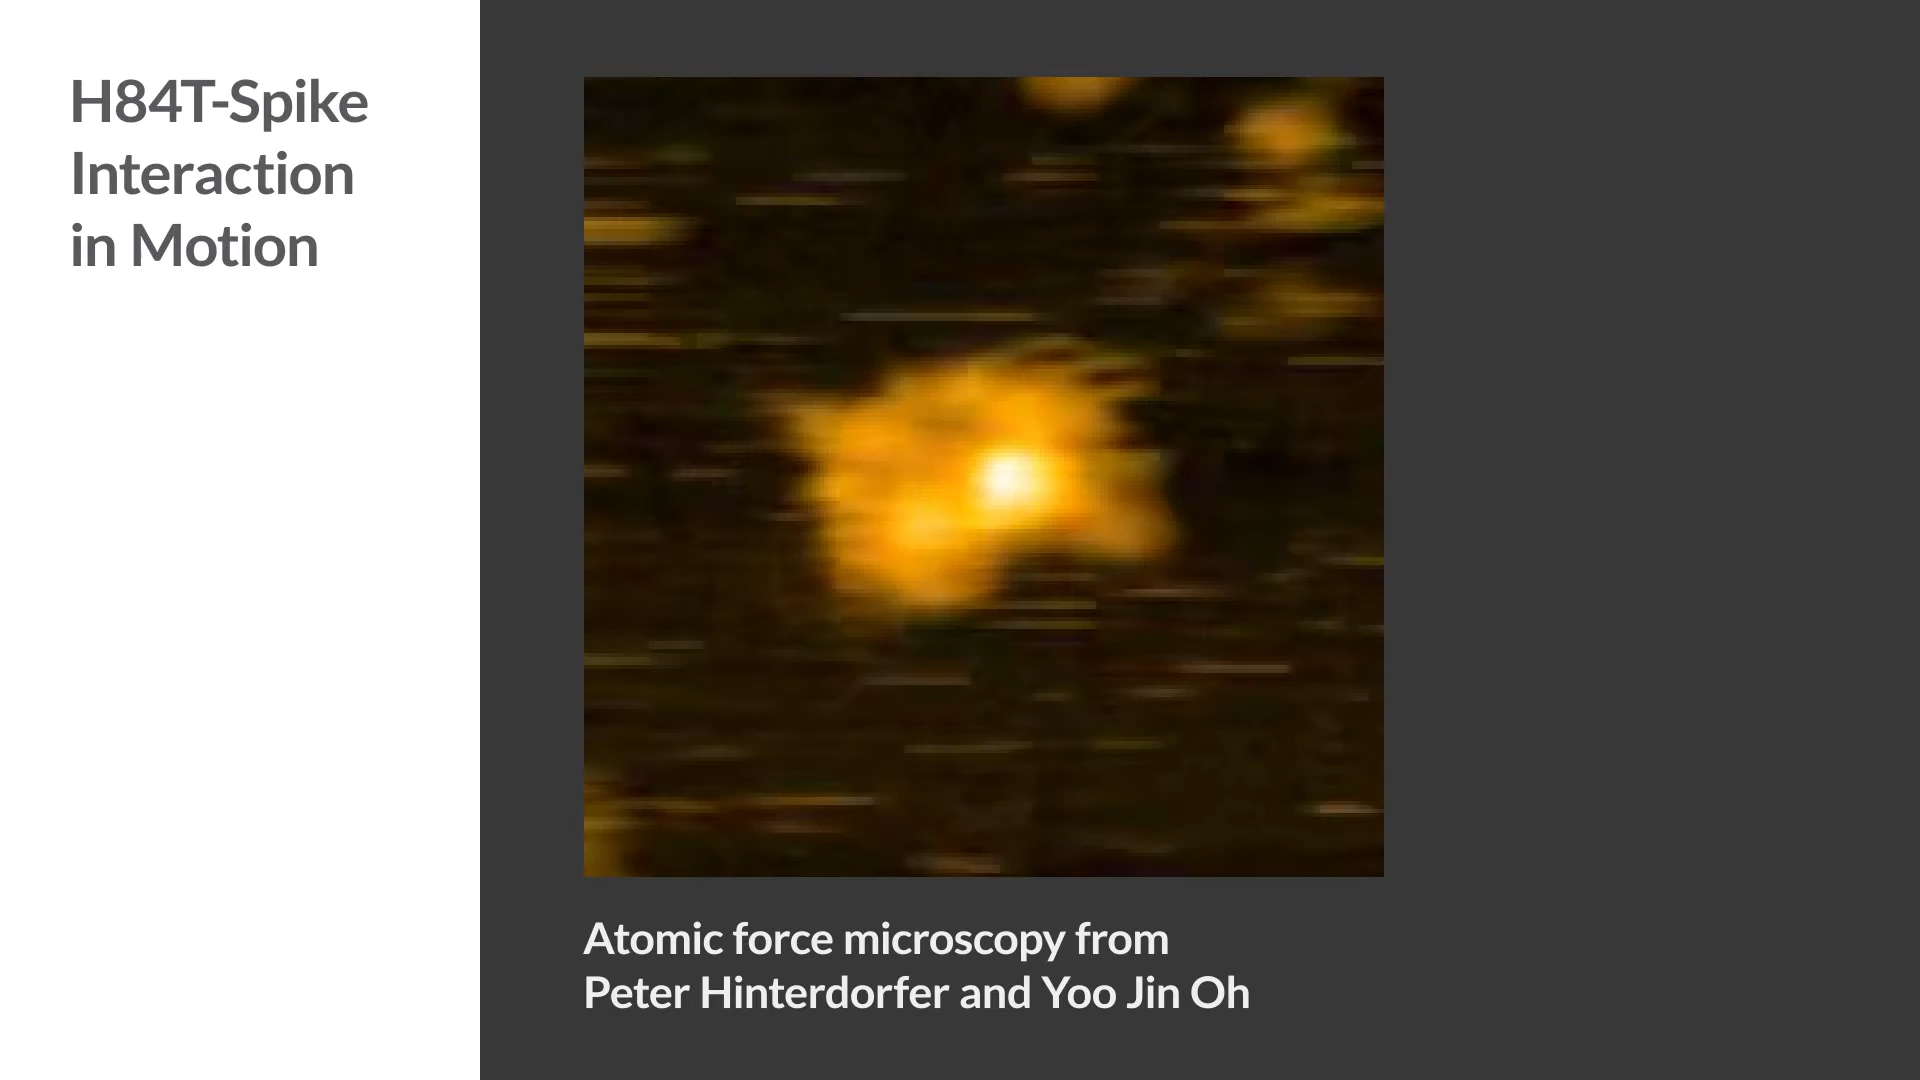 H84T-Spike
Interaction
in Motion
Atomic force microscopy from
Peter Hinterdorfer and Yoo Jin Oh